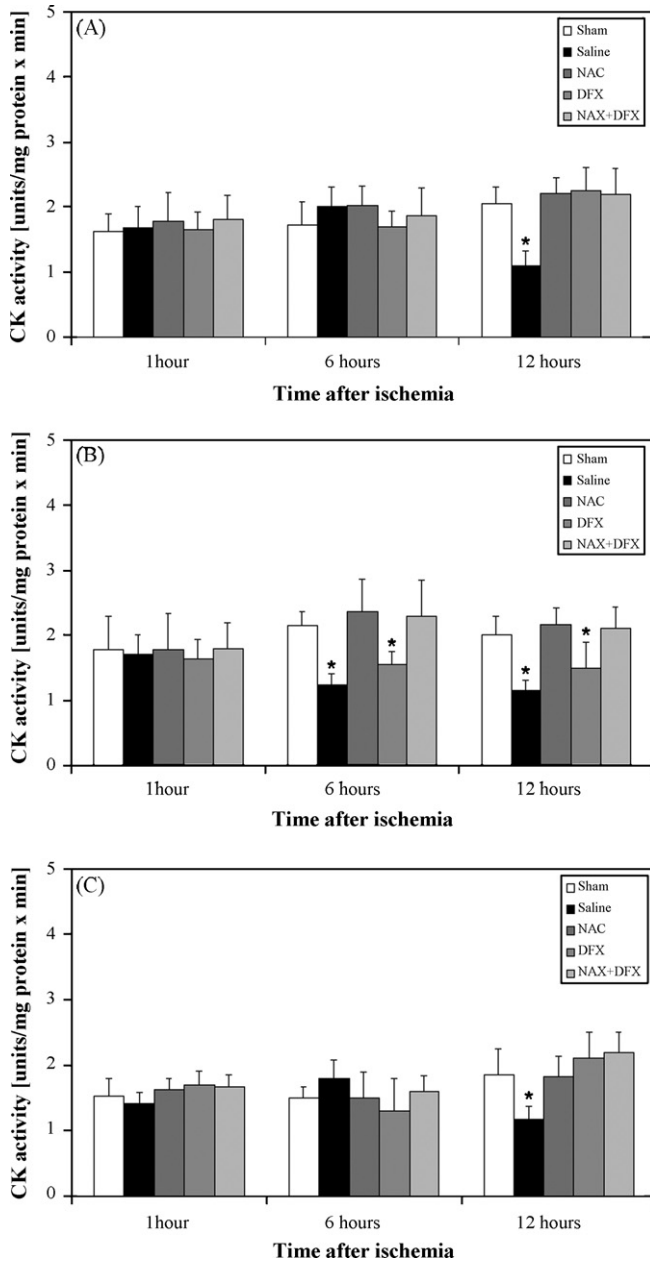 (A)
Sham
Saline
NAC
DFX
NAX+DFX
CK activity [units/mg protein x min]
5
4
3
2
1
0
*
1hour 6 hours 12 hours
Time after ischemia
(B)
Sham
Saline
NAC
DFX
NAX+DFX
CK activity [units/mg protein x min]
5
4
3
2
1
0
* * * *
1hour 6 hours 12 hours
Time after ischemia
(C)
Sham
Saline
NAC
DFX
NAX+DFX
CK activity [units/mg protein x min]
5
4
3
2
1
0
*
1hour 6 hours 12 hours
Time after ischemia